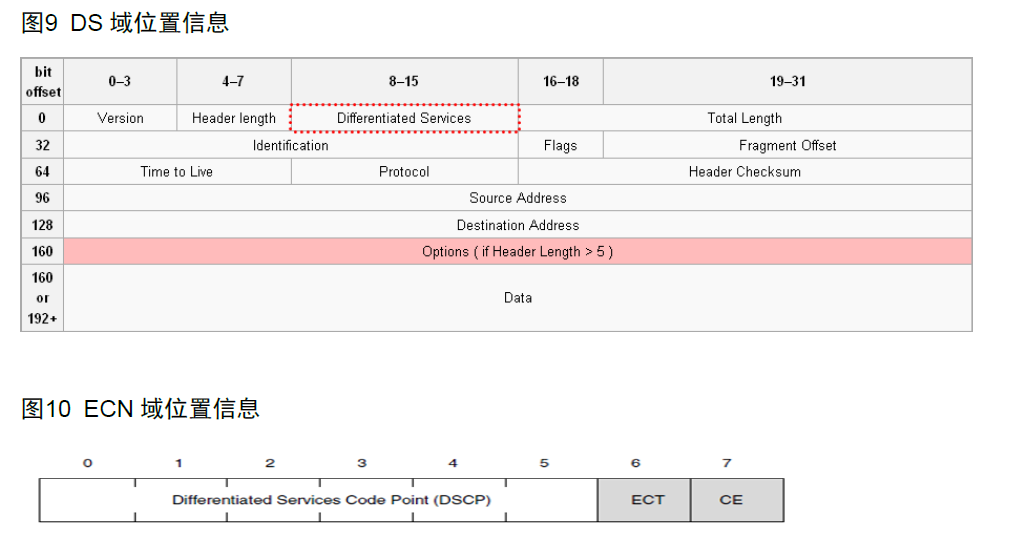 图9 DS 域位置信息
bit offset 0–3 4–7 8–15 16–18 19–31
0 Version Header length Differentiated Services Total Length
32 Identification Flags Fragment Offset
64 Time to Live Protocol Header Checksum
96 Source Address
128 Destination Address
160 Options ( if Header Length > 5 )
160 or 192+ Data
图10 ECN 域位置信息
0 1 2 3 4 5 6 7
Differentiated Services Code Point (DSCP) ECT CE